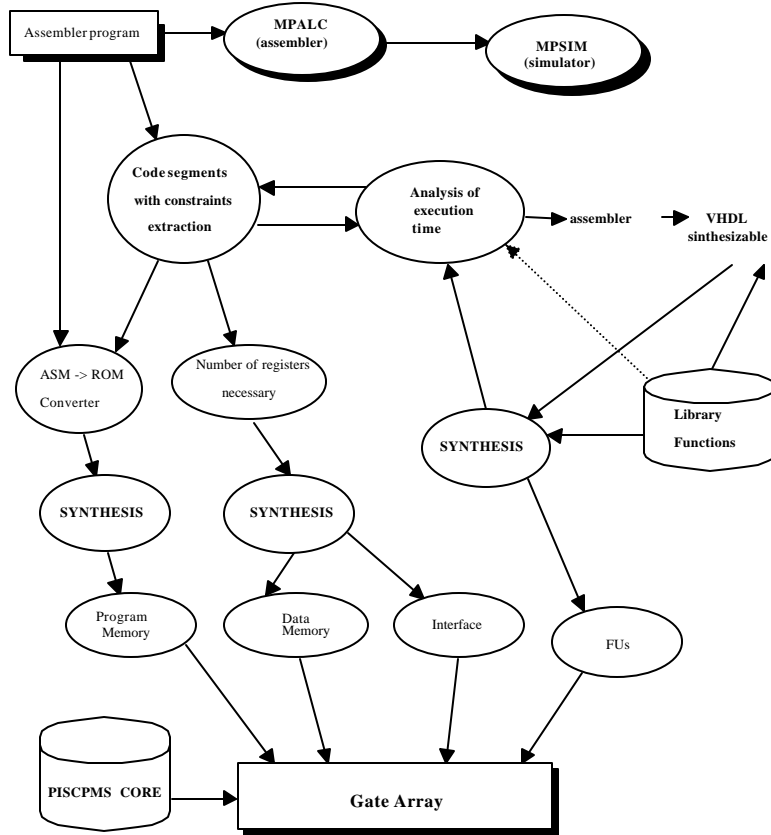 Assembler program
MPALC
(assembler)
MPSIM
(simulator)
Code segments
with constraints
extraction
Analysis of
execution
time
assembler
VHDL
sinthesizable
ASM -> ROM
Converter
Number of registers
necessary
Library
Functions
SYNTHESIS
SYNTHESIS
SYNTHESIS
Program
Memory
Data
Memory
Interface
FUs
PISCPMS CORE
Gate Array